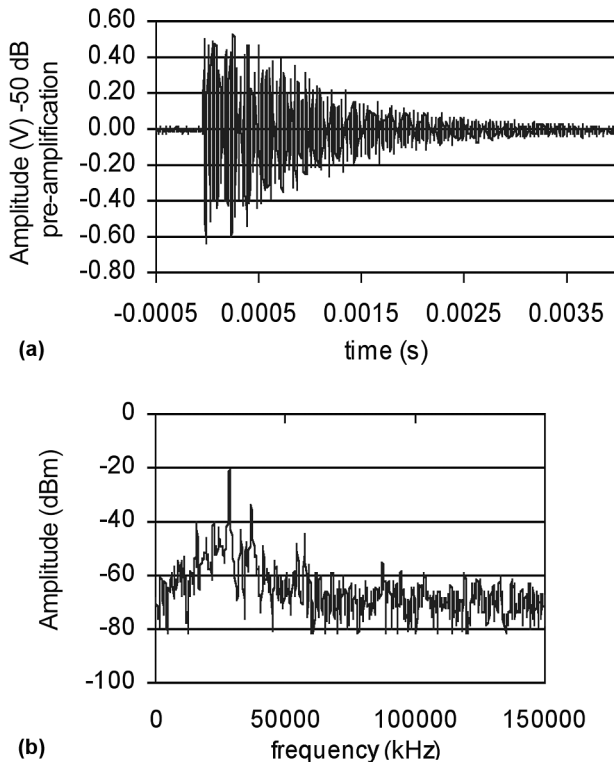 Amplitude (V) -50 dB
pre-amplification
0.60
0.40
0.20
0.00
-0.20
-0.40
-0.60
-0.80
-0.0005 0.0005 0.0015 0.0025 0.0035
time (s)
(a)
Amplitude (dBm)
0
-20
-40
-60
-80
-100
0 50000 100000 150000
frequency (kHz)
(b)